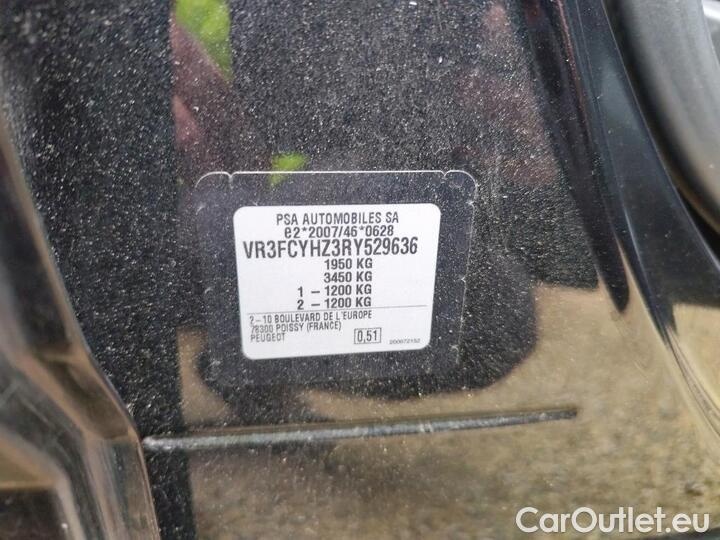 PSA AUTOMOBILES SA
e2*2007/46*0628
VR3FCYHZ3RY529636
1950 KG
3450 KG
1 – 1200 KG
2 – 1200 KG
2–10 BOULEVARD DE L'EUROPE
78300 POISSY (FRANCE)
PEUGEOT
0,51
200672152
CarOutlet.eu